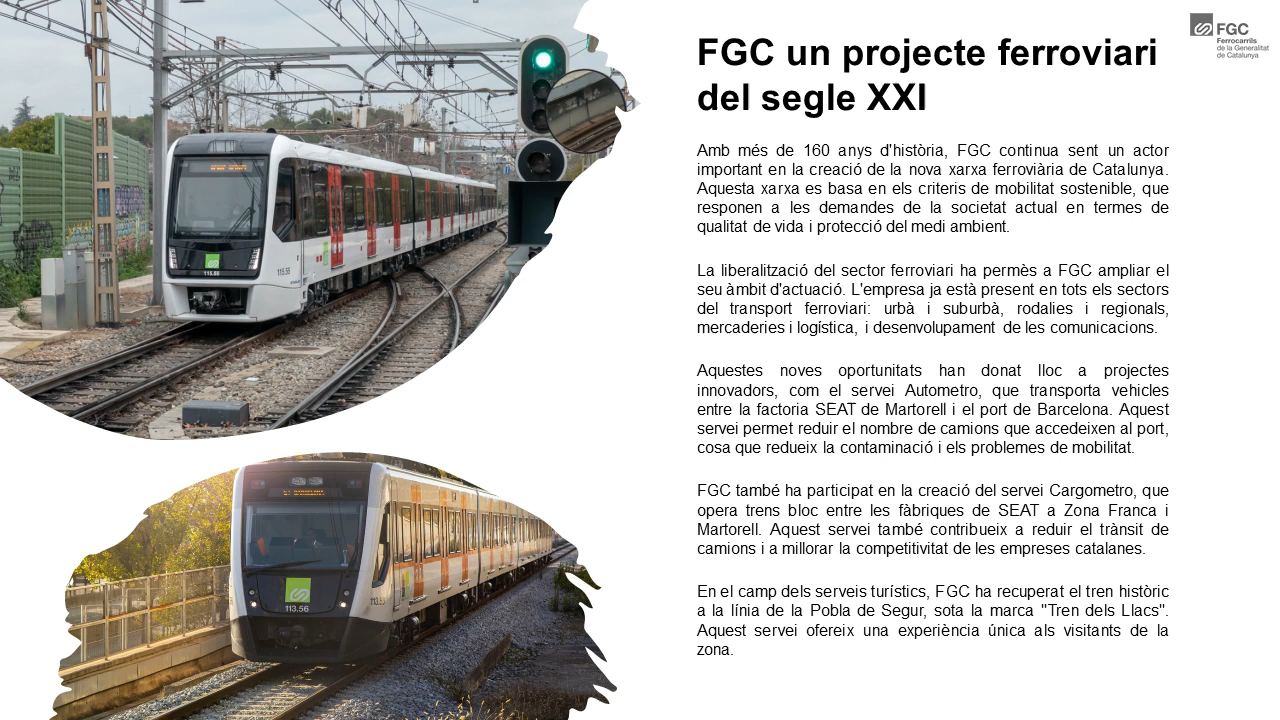 FGC un projecte ferroviari
del segle XXI
FGC
Ferrocarrils
de la Generalitat
de Catalunya
Amb més de 160 anys d'història, FGC continua sent un actor
important en la creació de la nova xarxa ferroviària de Catalunya.
Aquesta xarxa es basa en els criteris de mobilitat sostenible, que
responen a les demandes de la societat actual en termes de
qualitat de vida i protecció del medi ambient.
La liberalització del sector ferroviari ha permès a FGC ampliar el
seu àmbit d'actuació. L'empresa ja està present en tots els sectors
del transport ferroviari: urbà i suburbà, rodalies i regionals,
mercaderies i logística, i desenvolupament de les comunicacions.
Aquestes noves oportunitats han donat lloc a projectes
innovadors, com el servei Autometro, que transporta vehicles
entre la factoria SEAT de Martorell i el port de Barcelona. Aquest
servei permet reduir el nombre de camions que accedeixen al port,
cosa que redueix la contaminació i els problemes de mobilitat.
FGC també ha participat en la creació del servei Cargometro, que
opera trens bloc entre les fàbriques de SEAT a Zona Franca i
Martorell. Aquest servei també contribueix a reduir el trànsit de
camions i a millorar la competitivitat de les empreses catalanes.
En el camp dels serveis turístics, FGC ha recuperat el tren històric
a la línia de la Pobla de Segur, sota la marca "Tren dels Llacs".
Aquest servei ofereix una experiència única als visitants de la
zona.
115.56
113.56